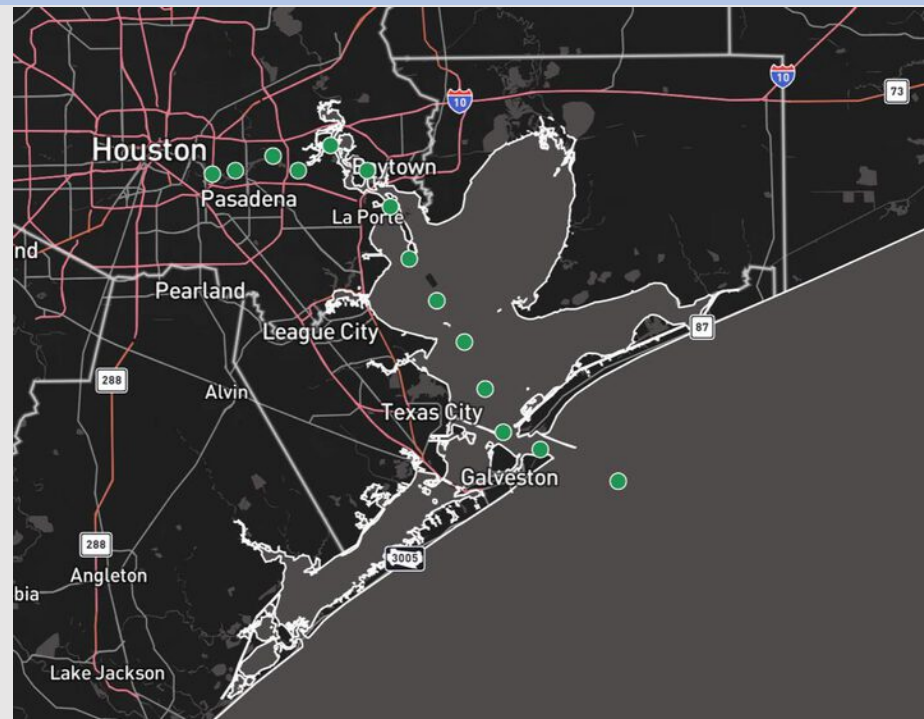 10
73
10
Houston
Baytown
Pasadena
La Porte
nd
Pearland
League City
87
288
Alvin
Texas City
Galveston
288
3005
Angleton
bia
Lake Jackson